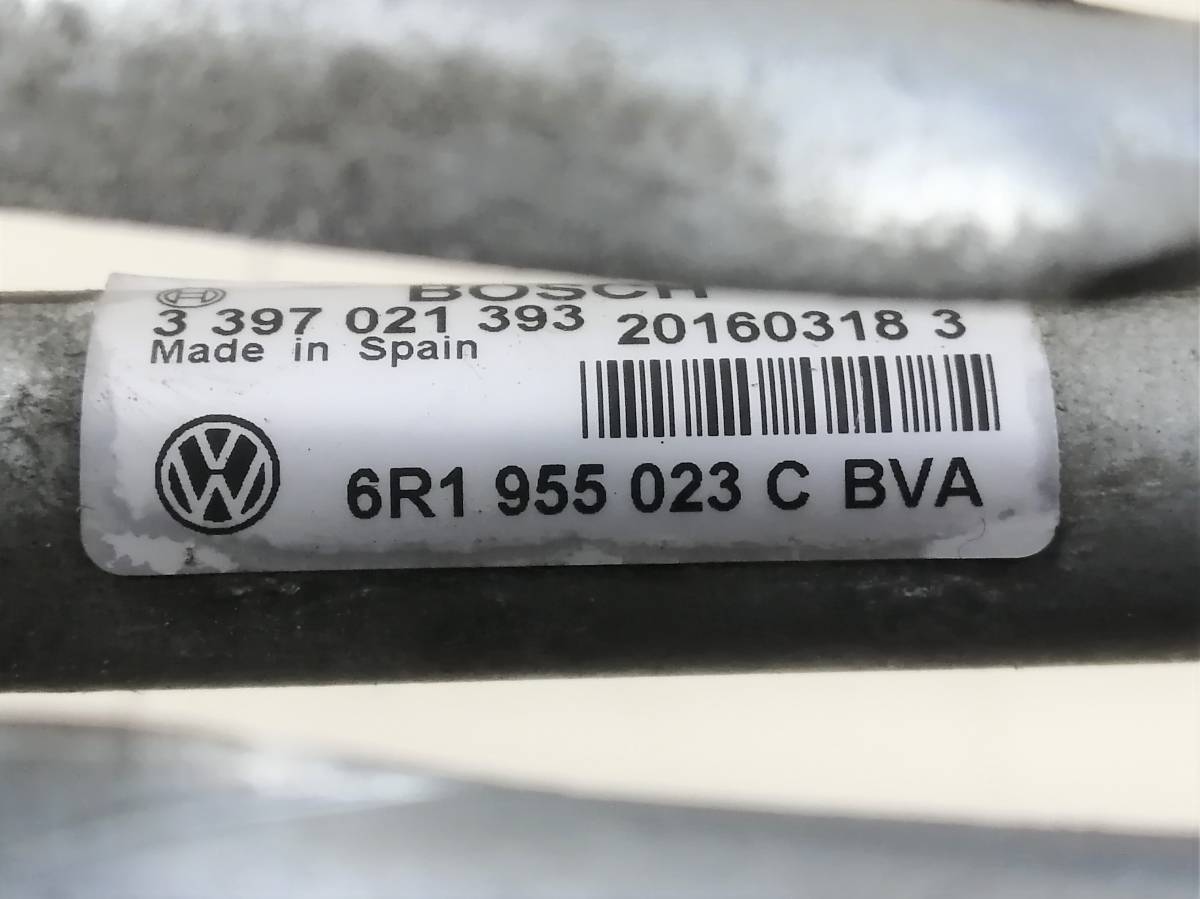 BOSCH
3 397 021 393 20160318 3
Made in Spain
6R1 955 023 C BVA